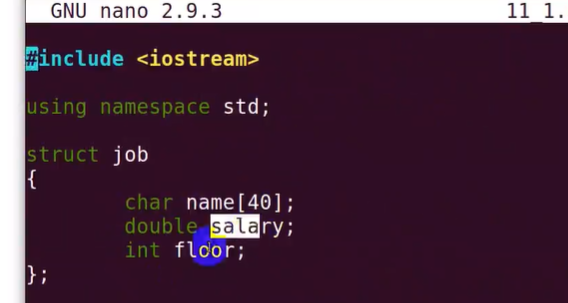 GNU nano 2.9.3 11_1.
#include <iostream>
using namespace std;
struct job
{
char name[40];
double salary;
int floor;
};